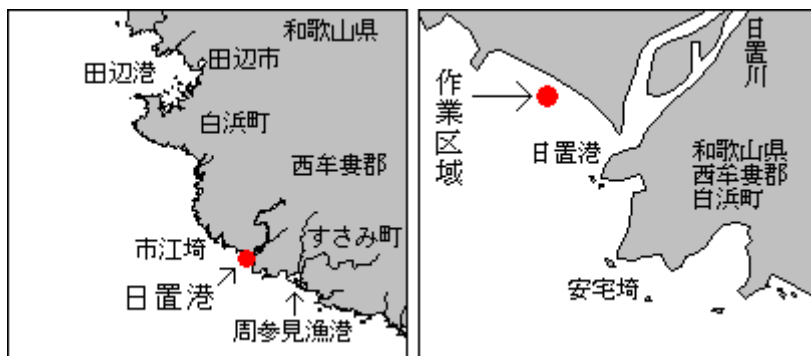 和歌山県
田辺市
田辺港
白浜町
西牟婁郡
市江埼
すさみ町
日置港
周参見漁港
日置川
作業区域
日置港
和歌山県
西牟婁郡
白浜町
安宅埼